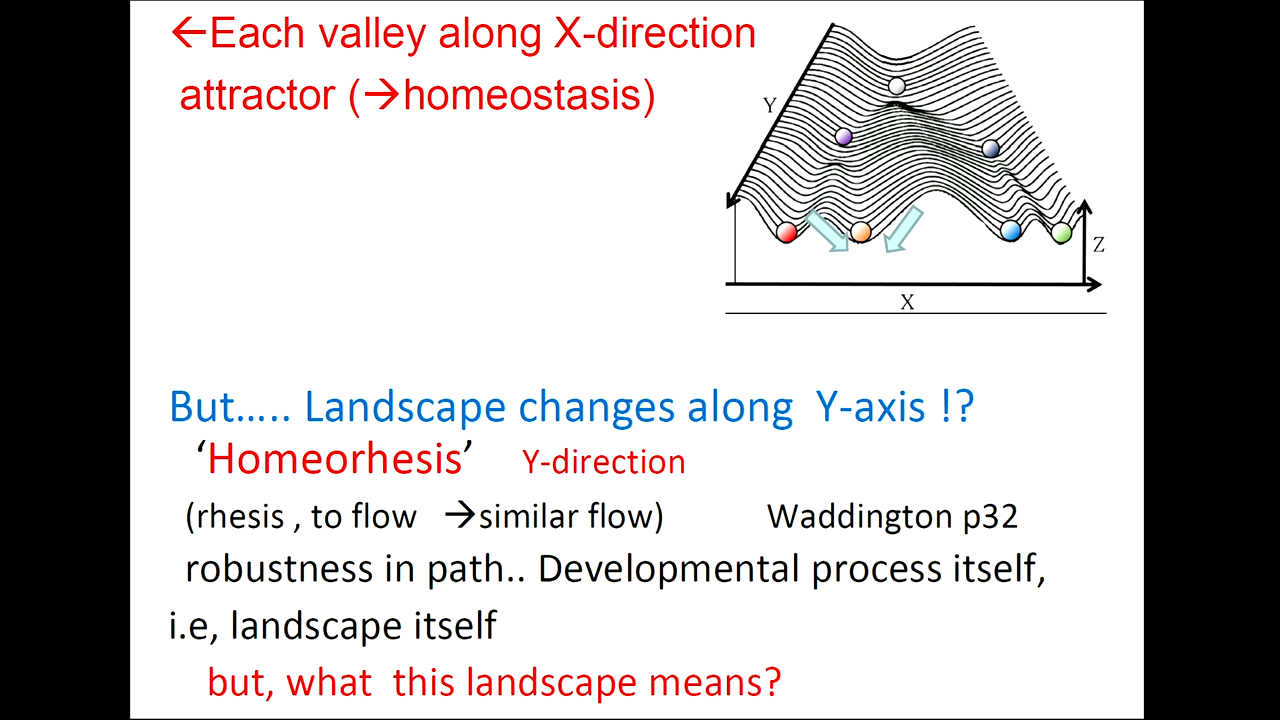 ←Each valley along X-direction
attractor (→homeostasis)
Y
Z
X
But….. Landscape changes along Y-axis !?
‘Homeorhesis’ Y-direction
(rhesis , to flow →similar flow) Waddington p32
robustness in path.. Developmental process itself,
i.e, landscape itself
but, what this landscape means?